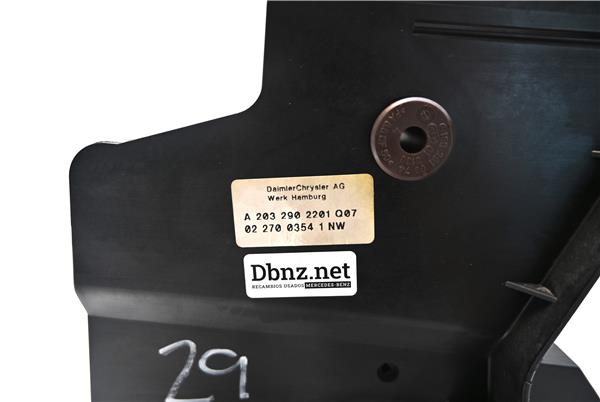 DaimlerChrysler AG
Werk Hamburg
A 203 290 2201 Q07
02 270 0354 1 NW
Dbnz.net
RECAMBIOS USADOS MERCEDES-BENZ
29